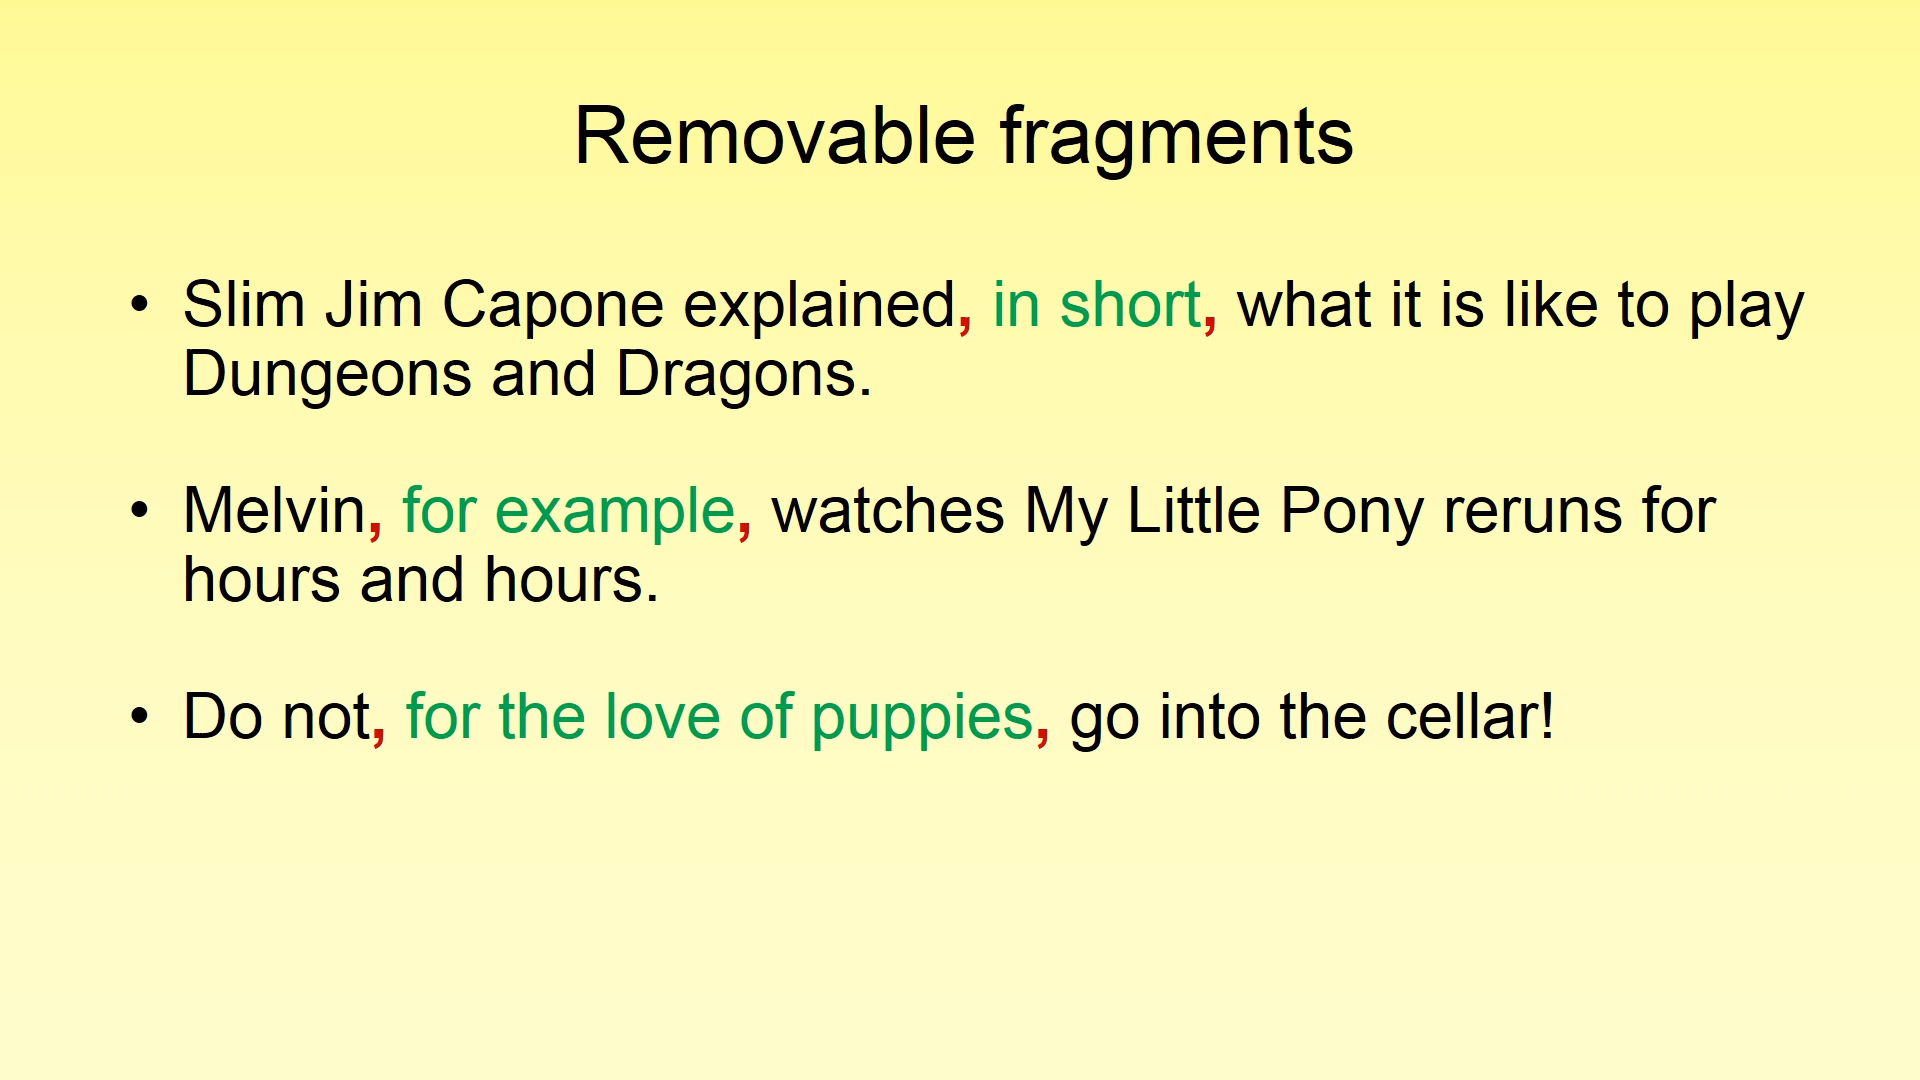 Removable fragments
• Slim Jim Capone explained, in short, what it is like to play
Dungeons and Dragons.
• Melvin, for example, watches My Little Pony reruns for
hours and hours.
• Do not, for the love of puppies, go into the cellar!